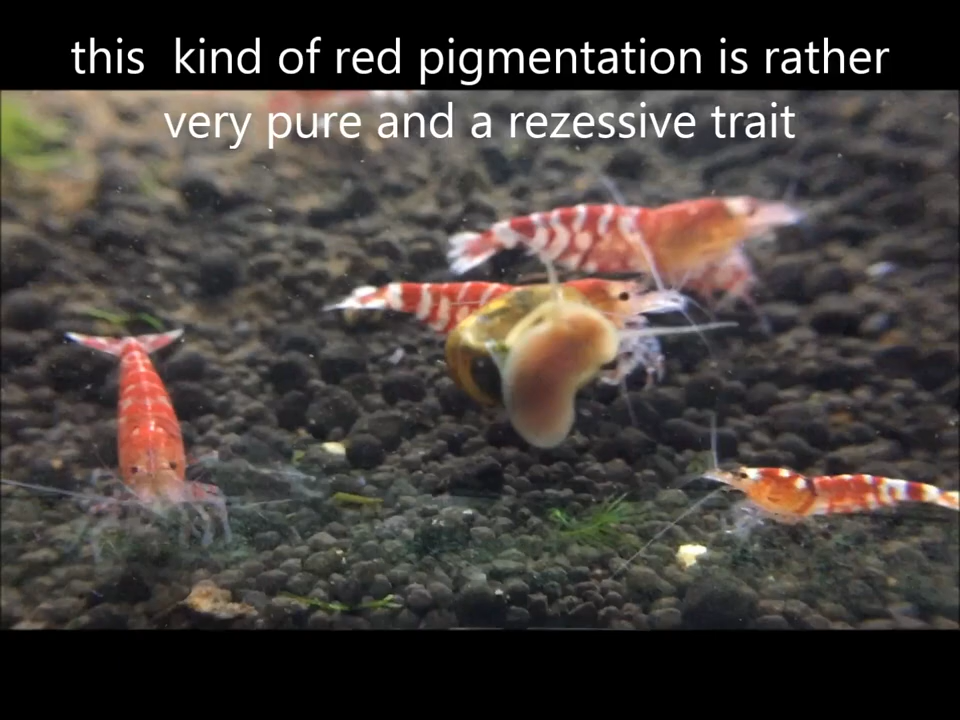 this  kind of red pigmentation is rather
very pure and a rezessive trait